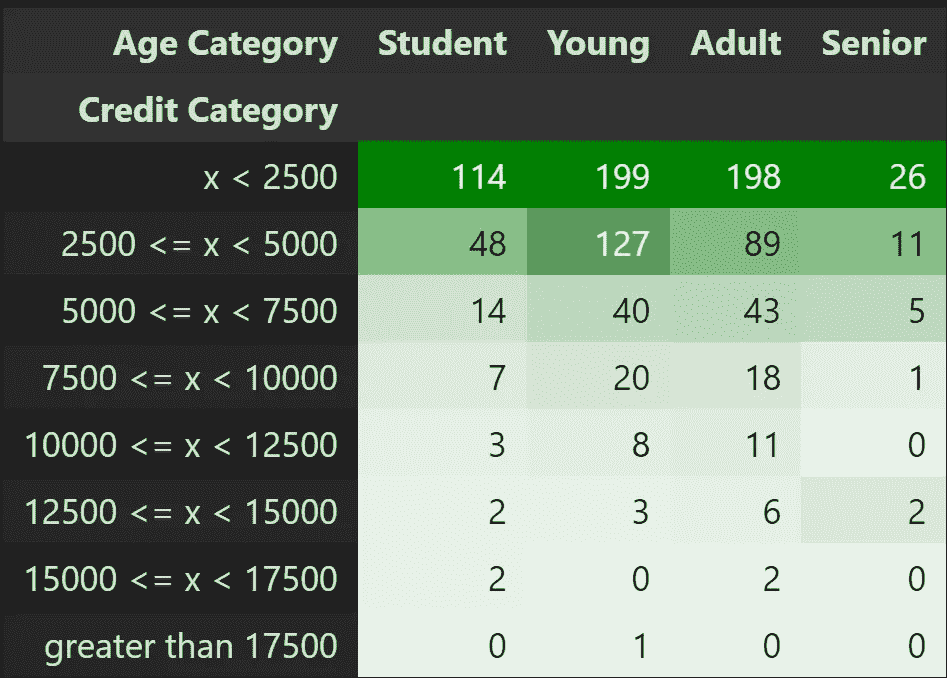 Age Category Student Young Adult Senior
Credit Category
x < 2500 114 199 198 26
2500 <= x < 5000 48 127 89 11
5000 <= x < 7500 14 40 43 5
7500 <= x < 10000 7 20 18 1
10000 <= x < 12500 3 8 11 0
12500 <= x < 15000 2 3 6 2
15000 <= x < 17500 2 0 2 0
greater than 17500 0 1 0 0